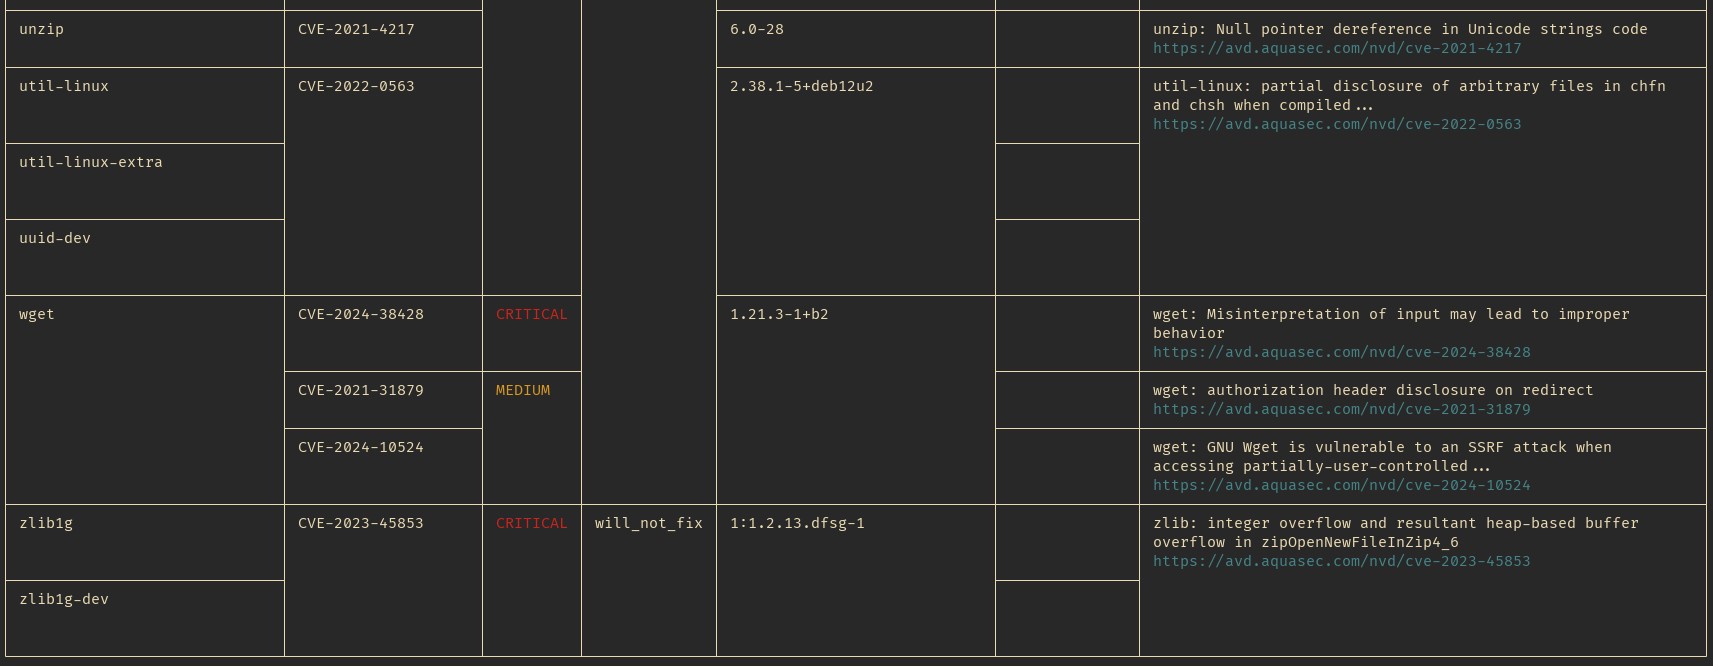 unzip CVE-2021-4217 6.0-28 unzip: Null pointer dereference in Unicode strings code
https://avd.aquasec.com/nvd/cve-2021-4217
util-linux CVE-2022-0563 2.38.1-5+deb12u2 util-linux: partial disclosure of arbitrary files in chfn
and chsh when compiled...
https://avd.aquasec.com/nvd/cve-2022-0563
util-linux-extra
uuid-dev
wget CVE-2024-38428 CRITICAL 1.21.3-1+b2 wget: Misinterpretation of input may lead to improper
behavior
https://avd.aquasec.com/nvd/cve-2024-38428
CVE-2021-31879 MEDIUM wget: authorization header disclosure on redirect
https://avd.aquasec.com/nvd/cve-2021-31879
CVE-2024-10524 wget: GNU Wget is vulnerable to an SSRF attack when
accessing partially-user-controlled...
https://avd.aquasec.com/nvd/cve-2024-10524
zlib1g CVE-2023-45853 CRITICAL will_not_fix 1:1.2.13.dfsg-1 zlib: integer overflow and resultant heap-based buffer
overflow in zipOpenNewFileInZip4_6
https://avd.aquasec.com/nvd/cve-2023-45853
zlib1g-dev